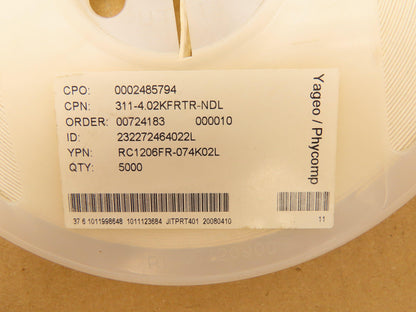 CPO: 0002485794
CPN: 311-4.02KFRTR-NDL
ORDER: 00724183 000010
ID: 232272464022L
YPN: RC1206FR-074K02L
QTY: 5000
Yageo / Phycomp
37 6 1011998648 1011123684 JITPRT401 20080410
11